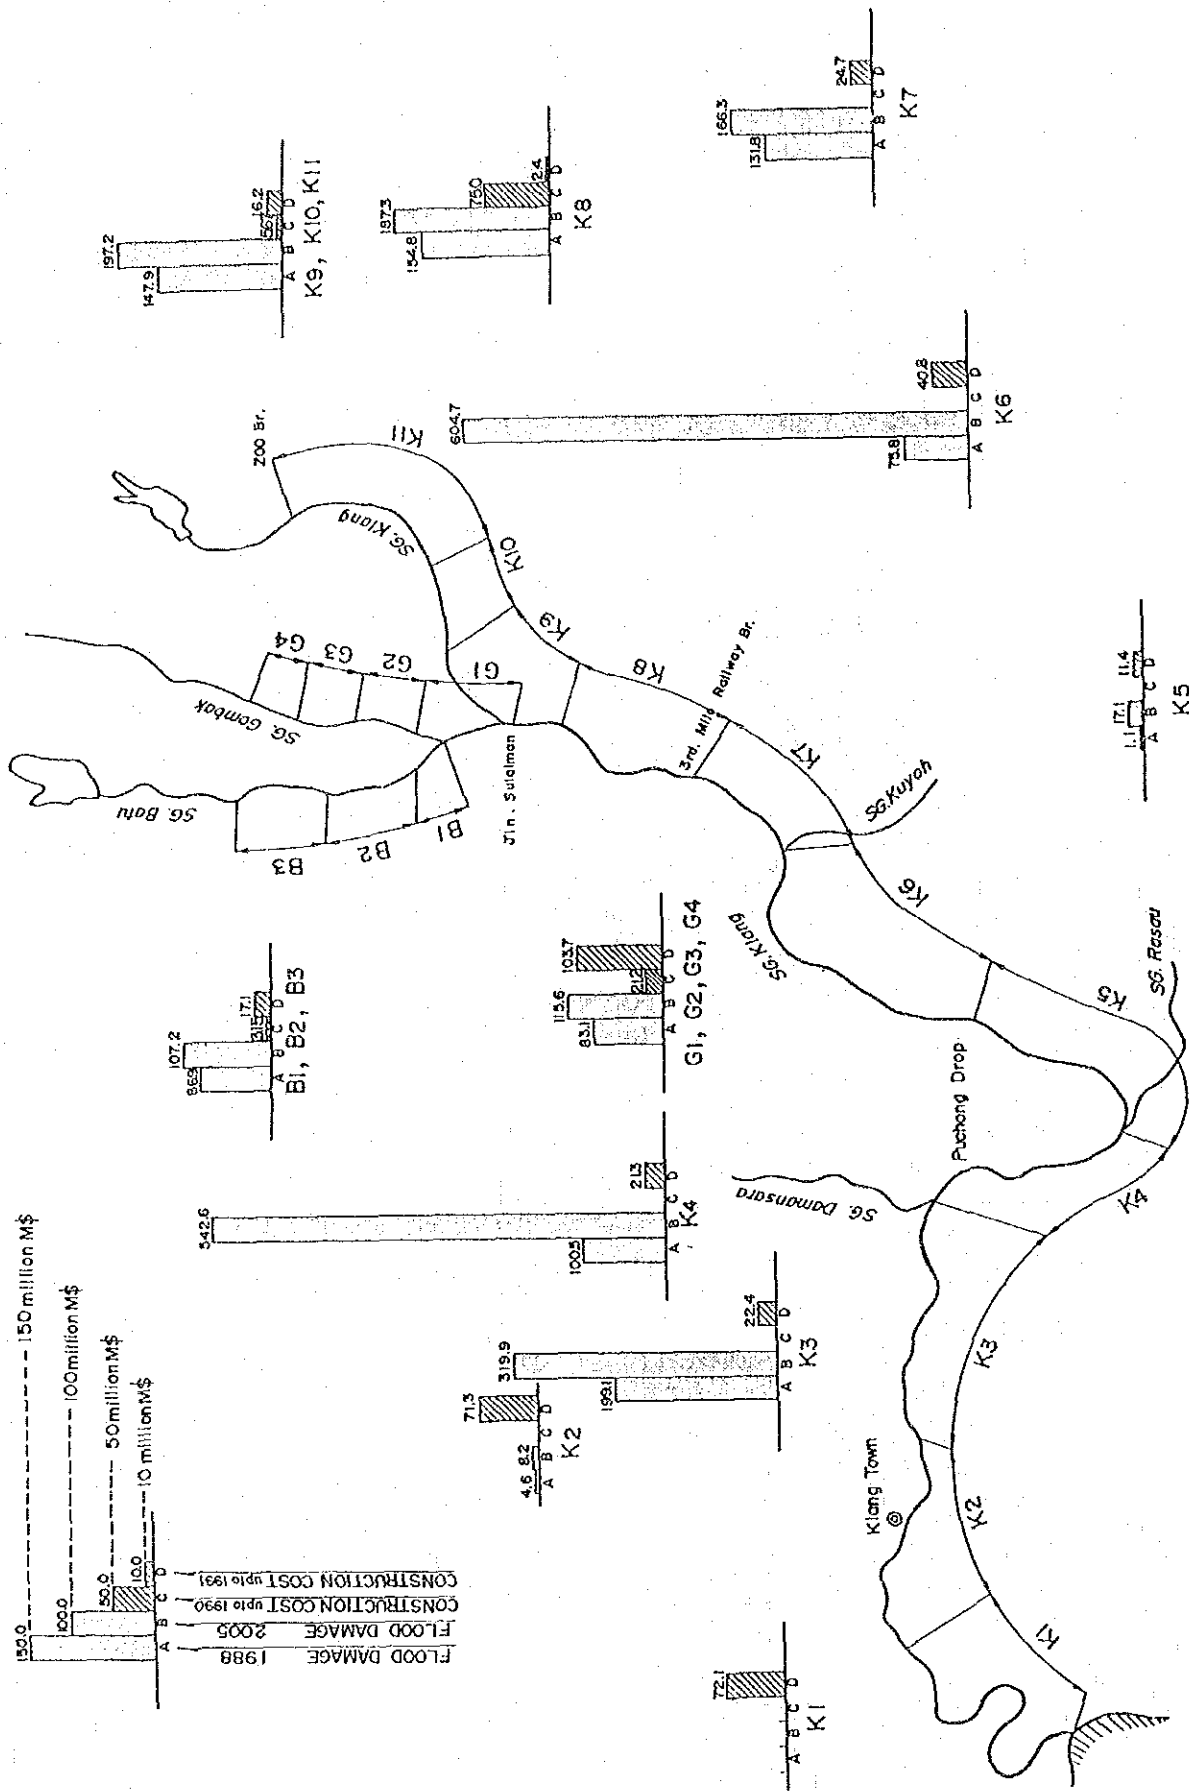 150 million M$
100 million M$
50 million M$
10 million M$
150.0
100.0
50.0
10.0
A
B
C
D
FLOOD DAMAGE 1988
FLOOD DAMAGE 2005
CONSTRUCTION COST upto 1990
CONSTRUCTION COST upto 1991
72.1
A B C D
K1
4.6 8.2 71.3
A B C D
K2
199.1 319.9 22.4
A B C D
K3
100.5 542.6 21.3
A B C D
K4
86.9 107.2 17.1
A B C D
B1, B2, B3
83.1 115.6 21.2 103.7
A B C D
G1, G2, G3, G4
1.1 17.1 11.4
A B C D
K5
75.8 604.7 40.8
A B C D
K6
131.8 166.3 24.7
A B C D
K7
154.8 187.3 75.0 2.4
A B C D
K8
147.9 197.2 16.2
A B C D
K9, K10, K11
SG. Batu
SG. Gombak
SG. Klang
Zoo Br.
B3
B2
B1
G4
G3
G2
G1
Jln. Sulaiman
K11
K10
K9
K8
3rd. Mile Railway Br.
K7
SG. Kuyoh
K6
SG. Klang
K5
SG. Rasau
Puchong Drop
SG. Damansara
K4
K3
Klang Town
K2
K1